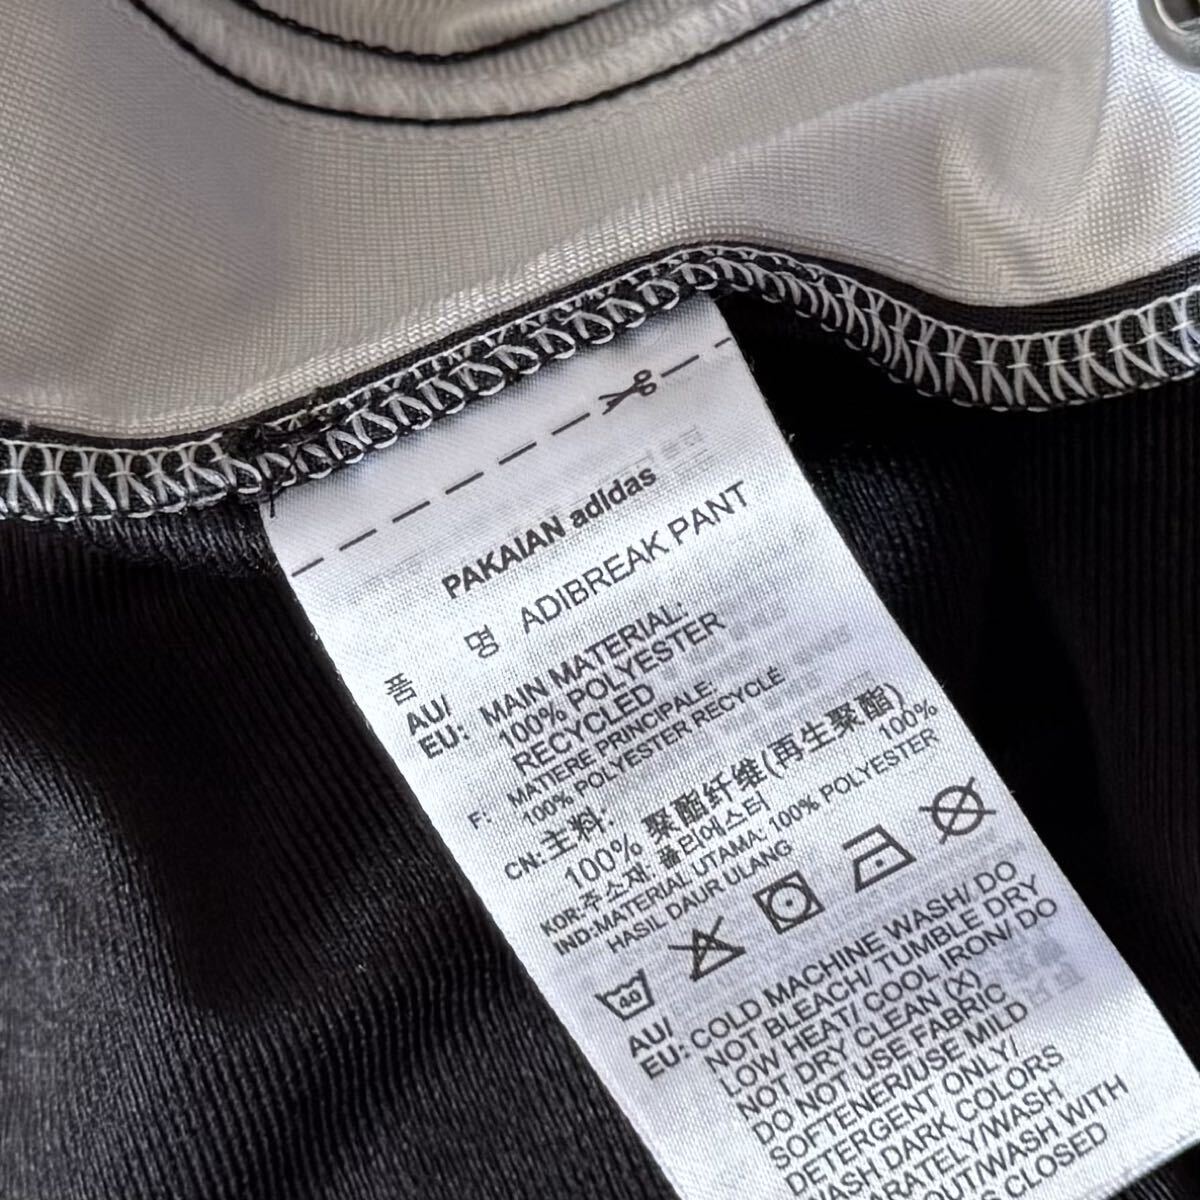 PAKAIAN adidas
품 명 ADIBREAK PANT
AU/
EU: MAIN MATERIAL:
100% POLYESTER
RECYCLED
F: MATIERE PRINCIPALE:
100% POLYESTER RECYCLÉ
CN:主料:
100% 聚酯纤维(再生聚酯)
KOR:주소재: 폴리에스터 100%
IND:MATERIAL UTAMA: 100% POLYESTER
HASIL DAUR ULANG
AU/
EU: COLD MACHINE WASH/ DO
NOT BLEACH/ TUMBLE DRY
LOW HEAT/ COOL IRON/ DO
NOT DRY CLEAN (X)
DO NOT USE FABRIC
SOFTENER/USE MILD
DETERGENT ONLY/
WASH DARK COLORS
ARATELY/WASH
OUT/WASH WITH
CLOSED